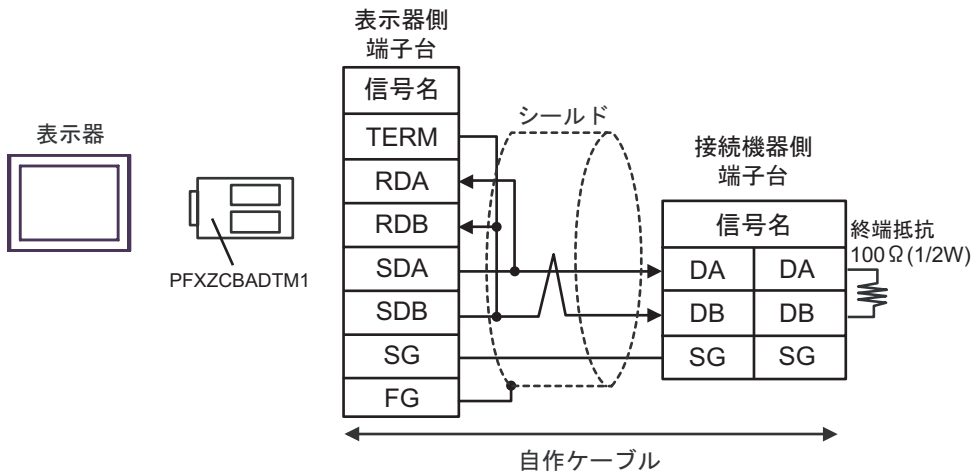 表示器
PFXZCBADTM1
表示器側
端子台
信号名
TERM
RDA
RDB
SDA
SDB
SG
FG
シールド
接続機器側
端子台
信号名
DA DA
DB DB
SG SG
終端抵抗
100Ω(1/2W)
自作ケーブル